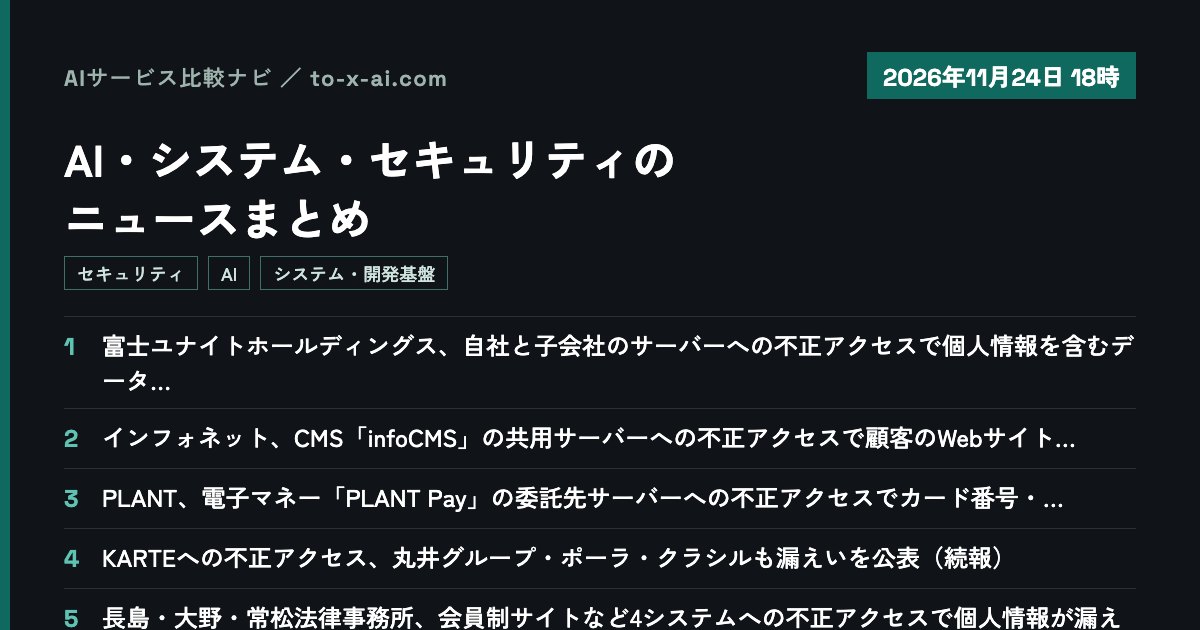 AIサービス比較ナビ ／ to-x-ai.com
2026年11月24日 18時
AI・システム・セキュリティの
ニュースまとめ
セキュリティ
AI
システム・開発基盤
1 富士ユナイトホールディングス、自社と子会社のサーバーへの不正アクセスで個人情報を含むデ
ータ…
2 インフォネット、CMS「infoCMS」の共用サーバーへの不正アクセスで顧客のWebサイト…
3 PLANT、電子マネー「PLANT Pay」の委託先サーバーへの不正アクセスでカード番号・…
4 KARTEへの不正アクセス、丸井グループ・ポーラ・クラシルも漏えいを公表（続報）
5 長島・大野・常松法律事務所、会員制サイトなど4システムへの不正アクセスで個人情報が漏え